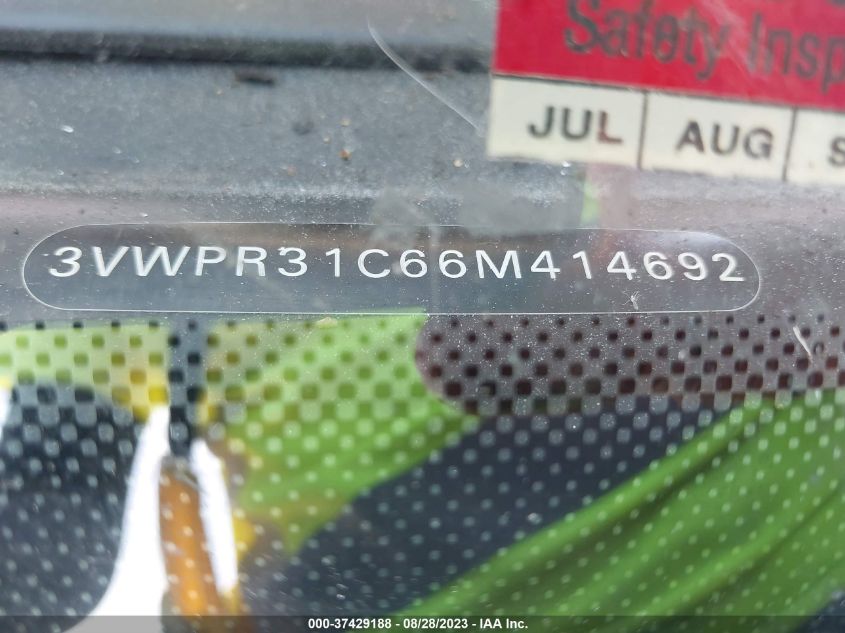 Safety Insp
JUL AUG S
3VWPR31C66M414692
000-37429188 - 08/28/2023 - IAA Inc.